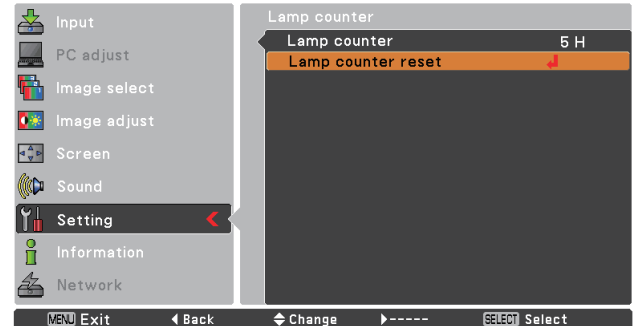 Input
PC adjust
Image select
Image adjust
Screen
Sound
Setting
Information
Network
Lamp counter
Lamp counter 5 H
Lamp counter reset
MENU Exit Back Change ----- SELECT Select